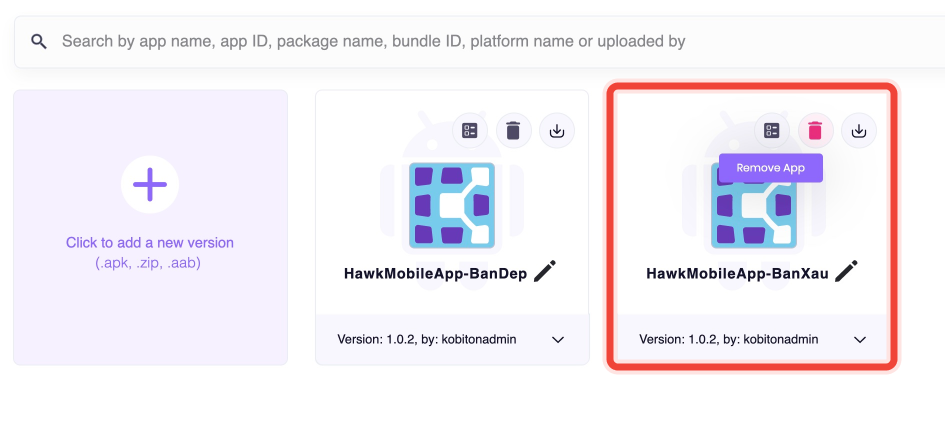 Search by app name, app ID, package name, bundle ID, platform name or uploaded by
Click to add a new version
(.apk, .zip, .aab)
HawkMobileApp-BanDep
Version: 1.0.2, by: kobitonadmin
Remove App
HawkMobileApp-BanXau
Version: 1.0.2, by: kobitonadmin